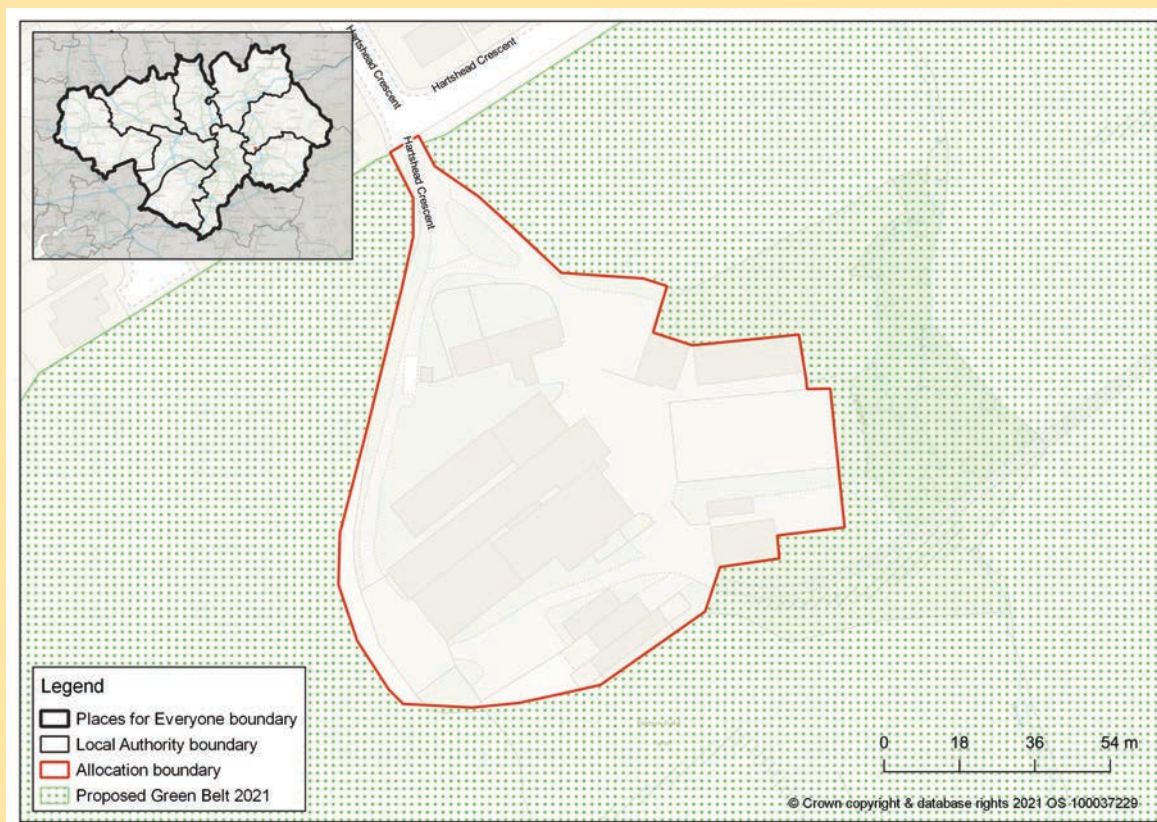 Hartshead Crescent
Hartshead Crescent
Hartshead Crescent
Legend
Places for Everyone boundary
Local Authority boundary
Allocation boundary
Proposed Green Belt 2021
0 18 36 54 m
© Crown copyright & database rights 2021 OS 100037229